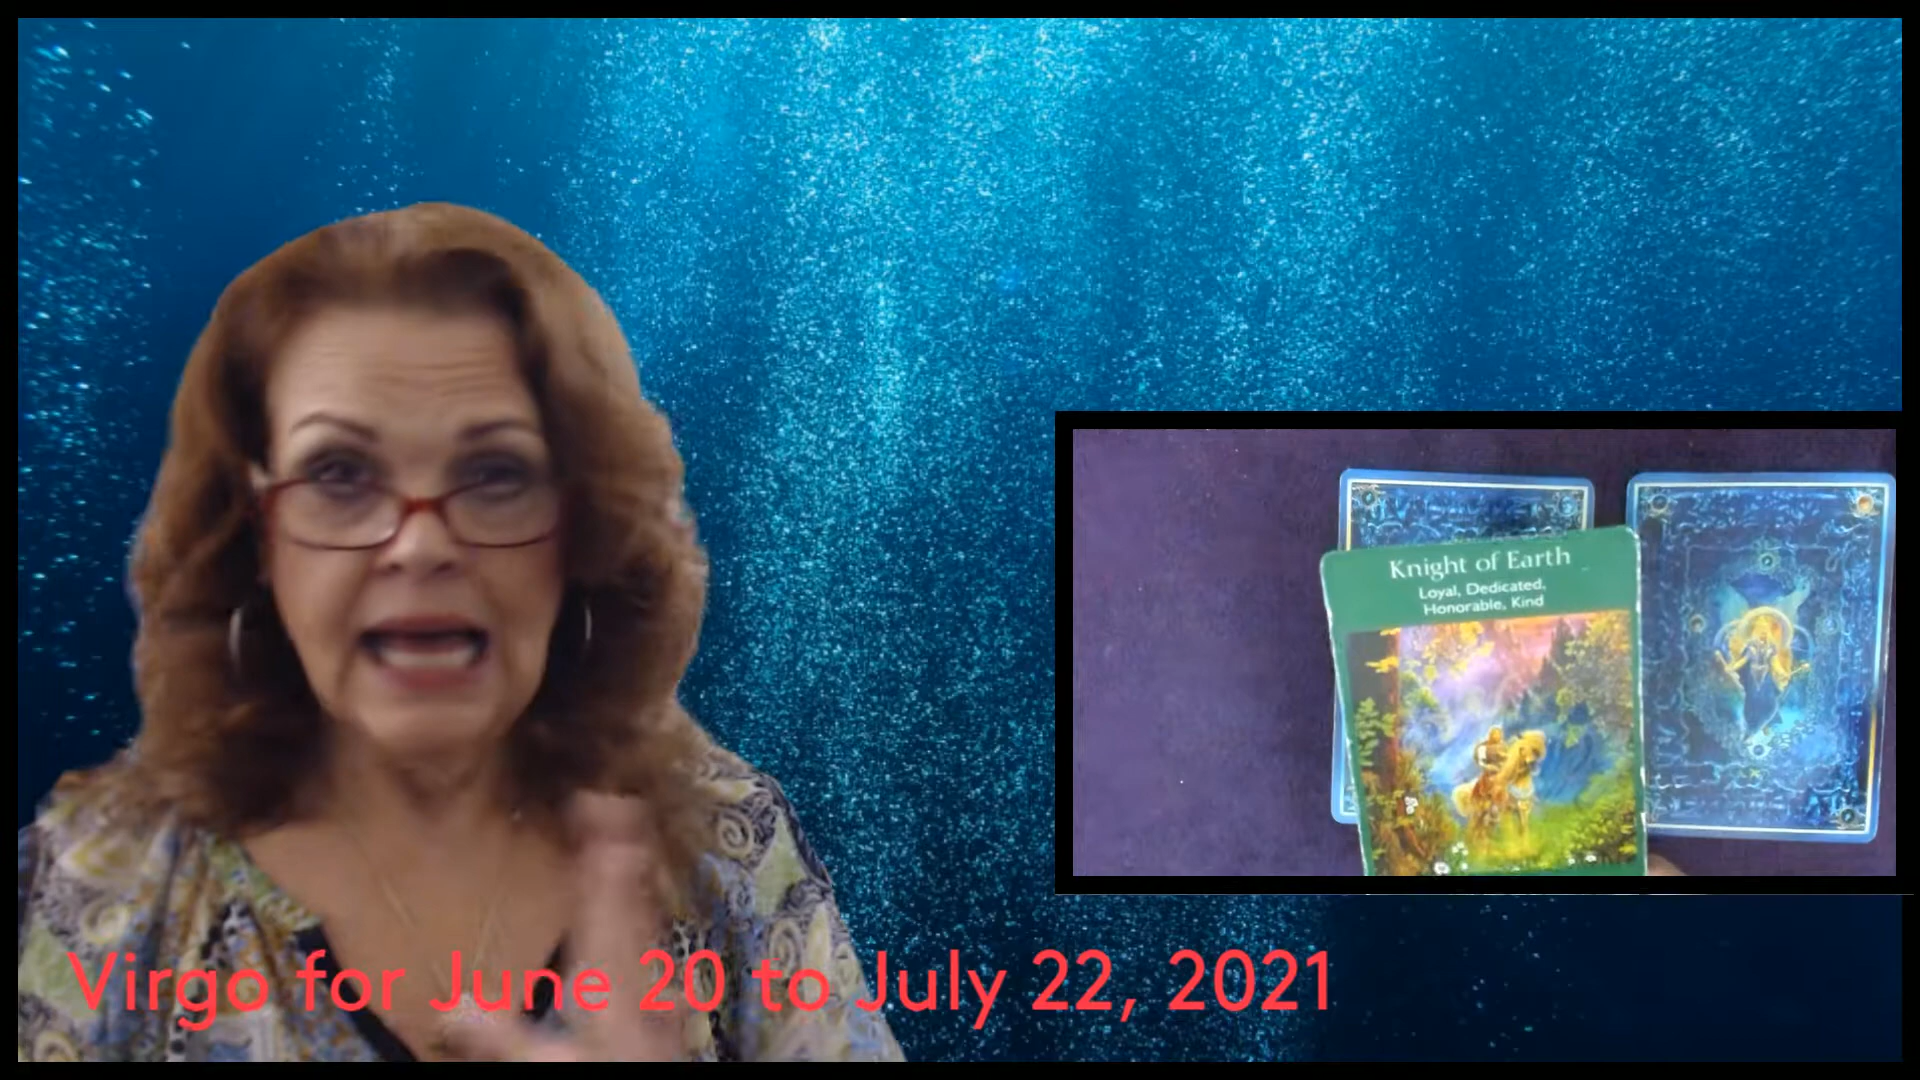 Knight of Earth
Loyal, Dedicated,
Honorable, Kind
Virgo for June 20 to July 22, 2021